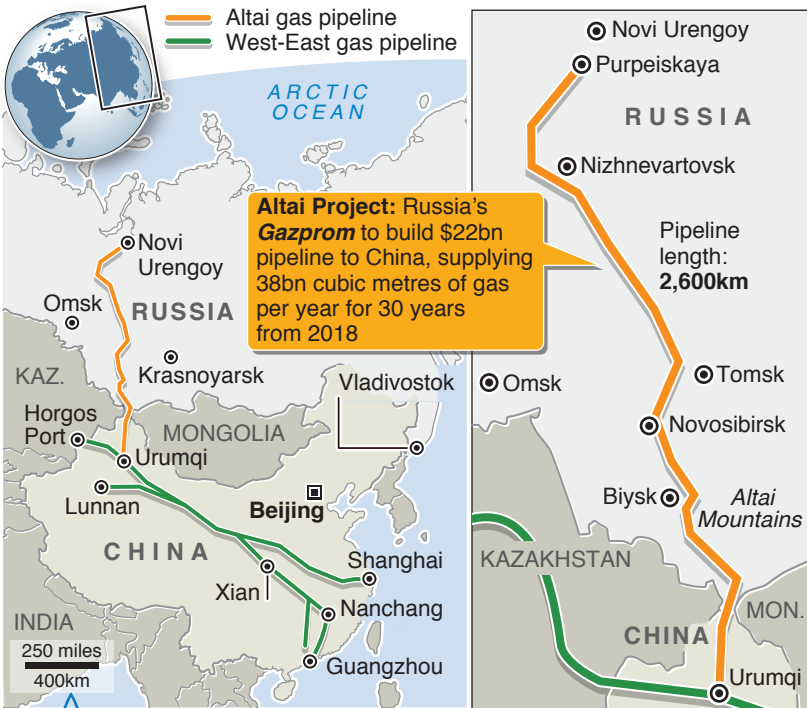 Altai gas pipeline
West-East gas pipeline
ARCTIC
OCEAN
Altai Project: Russia's
Gazprom to build $22bn
pipeline to China, supplying
38bn cubic metres of gas
per year for 30 years
from 2018
Novi
Urengoy
Omsk
RUSSIA
Krasnoyarsk
KAZ.
Vladivostok
Horgos
Port
MONGOLIA
Urumqi
Lunnan
Beijing
CHINA
Shanghai
Xian
Nanchang
INDIA
Guangzhou
250 miles
400km
Novi Urengoy
Purpeiskaya
RUSSIA
Nizhnevartovsk
Pipeline
length:
2,600km
Tomsk
Omsk
Novosibirsk
Biysk
Altai
Mountains
KAZAKHSTAN
MON.
CHINA
Urumqi